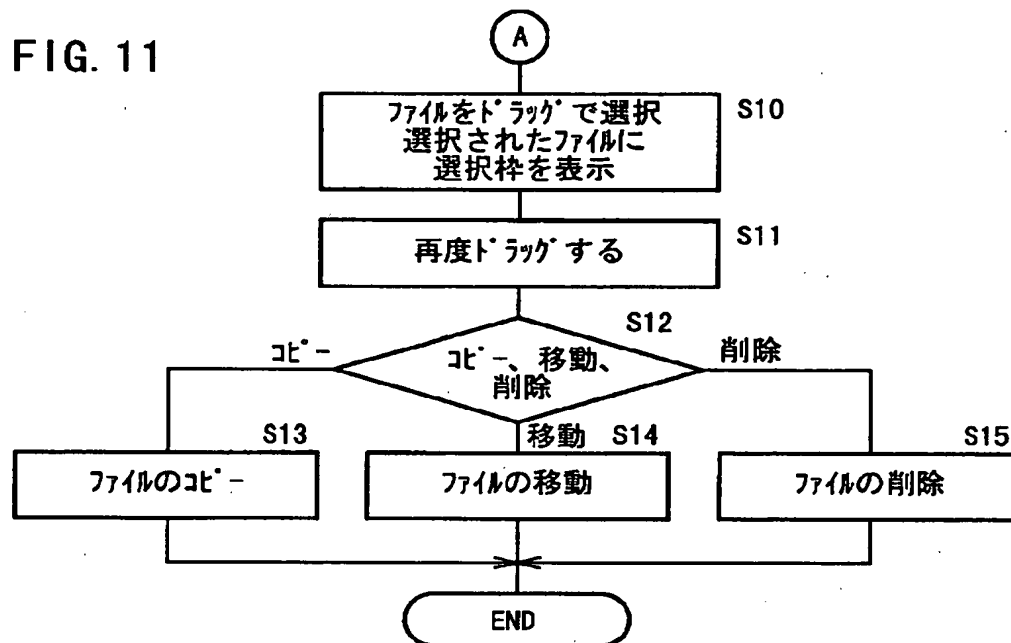 FIG. 11
A
ﾌｧｲﾙをﾄﾞﾗｯｸﾞで選択
選択されたﾌｧｲﾙに
選択枠を表示
S10
再度ﾄﾞﾗｯｸﾞする
S11
S12
ｺﾋﾟｰ
ｺﾋﾟｰ、移動、
削除
削除
S13
移動
S14
S15
ﾌｧｲﾙのｺﾋﾟｰ
ﾌｧｲﾙの移動
ﾌｧｲﾙの削除
END